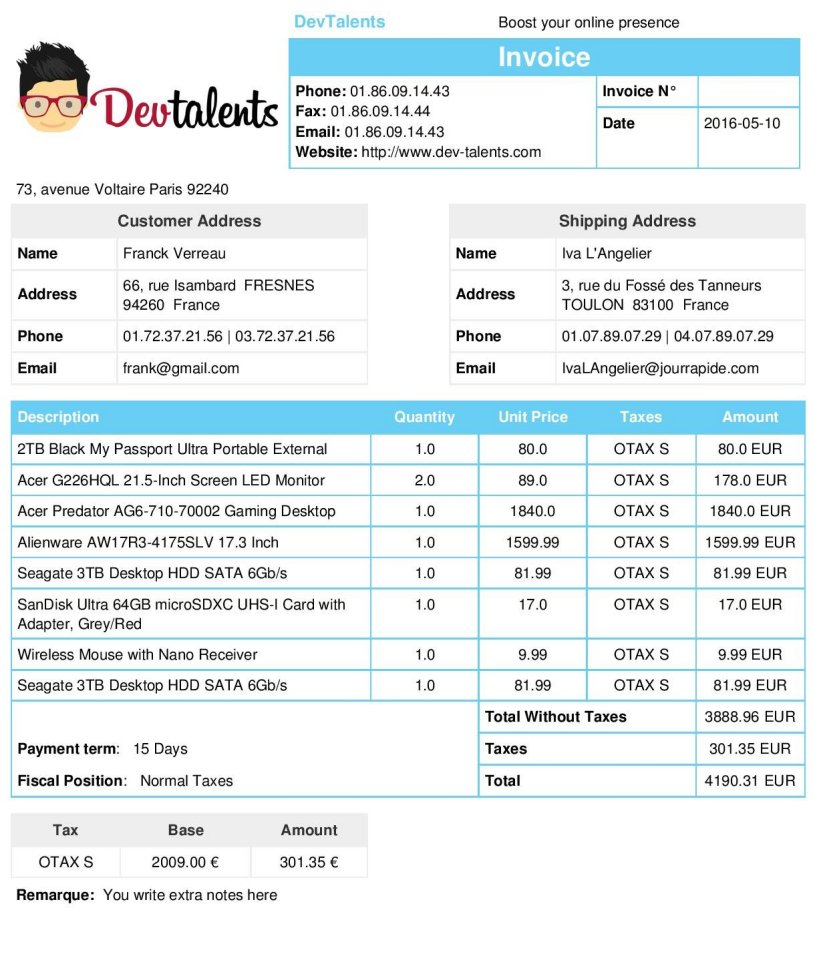 DevTalents Boost your online presence
Devtalents
Invoice
Phone: 01.86.09.14.43 Invoice N°
Fax: 01.86.09.14.44
Email: 01.86.09.14.43 Date 2016-05-10
Website: http://www.dev-talents.com
73, avenue Voltaire Paris 92240
Customer Address
Name Franck Verreau
Address 66, rue Isambard FRESNES
94260 France
Phone 01.72.37.21.56 | 03.72.37.21.56
Email frank@gmail.com
Shipping Address
Name Iva L'Angelier
Address 3, rue du Fossé des Tanneurs
TOULON 83100 France
Phone 01.07.89.07.29 | 04.07.89.07.29
Email IvaLAngelier@jourrapide.com
Description Quantity Unit Price Taxes Amount
2TB Black My Passport Ultra Portable External 1.0 80.0 OTAX S 80.0 EUR
Acer G226HQL 21.5-Inch Screen LED Monitor 2.0 89.0 OTAX S 178.0 EUR
Acer Predator AG6-710-70002 Gaming Desktop 1.0 1840.0 OTAX S 1840.0 EUR
Alienware AW17R3-4175SLV 17.3 Inch 1.0 1599.99 OTAX S 1599.99 EUR
Seagate 3TB Desktop HDD SATA 6Gb/s 1.0 81.99 OTAX S 81.99 EUR
SanDisk Ultra 64GB microSDXC UHS-I Card with 1.0 17.0 OTAX S 17.0 EUR
Adapter, Grey/Red
Wireless Mouse with Nano Receiver 1.0 9.99 OTAX S 9.99 EUR
Seagate 3TB Desktop HDD SATA 6Gb/s 1.0 81.99 OTAX S 81.99 EUR
Total Without Taxes 3888.96 EUR
Payment term: 15 Days Taxes 301.35 EUR
Fiscal Position: Normal Taxes Total 4190.31 EUR
Tax Base Amount
OTAX S 2009.00 € 301.35 €
Remarque: You write extra notes here